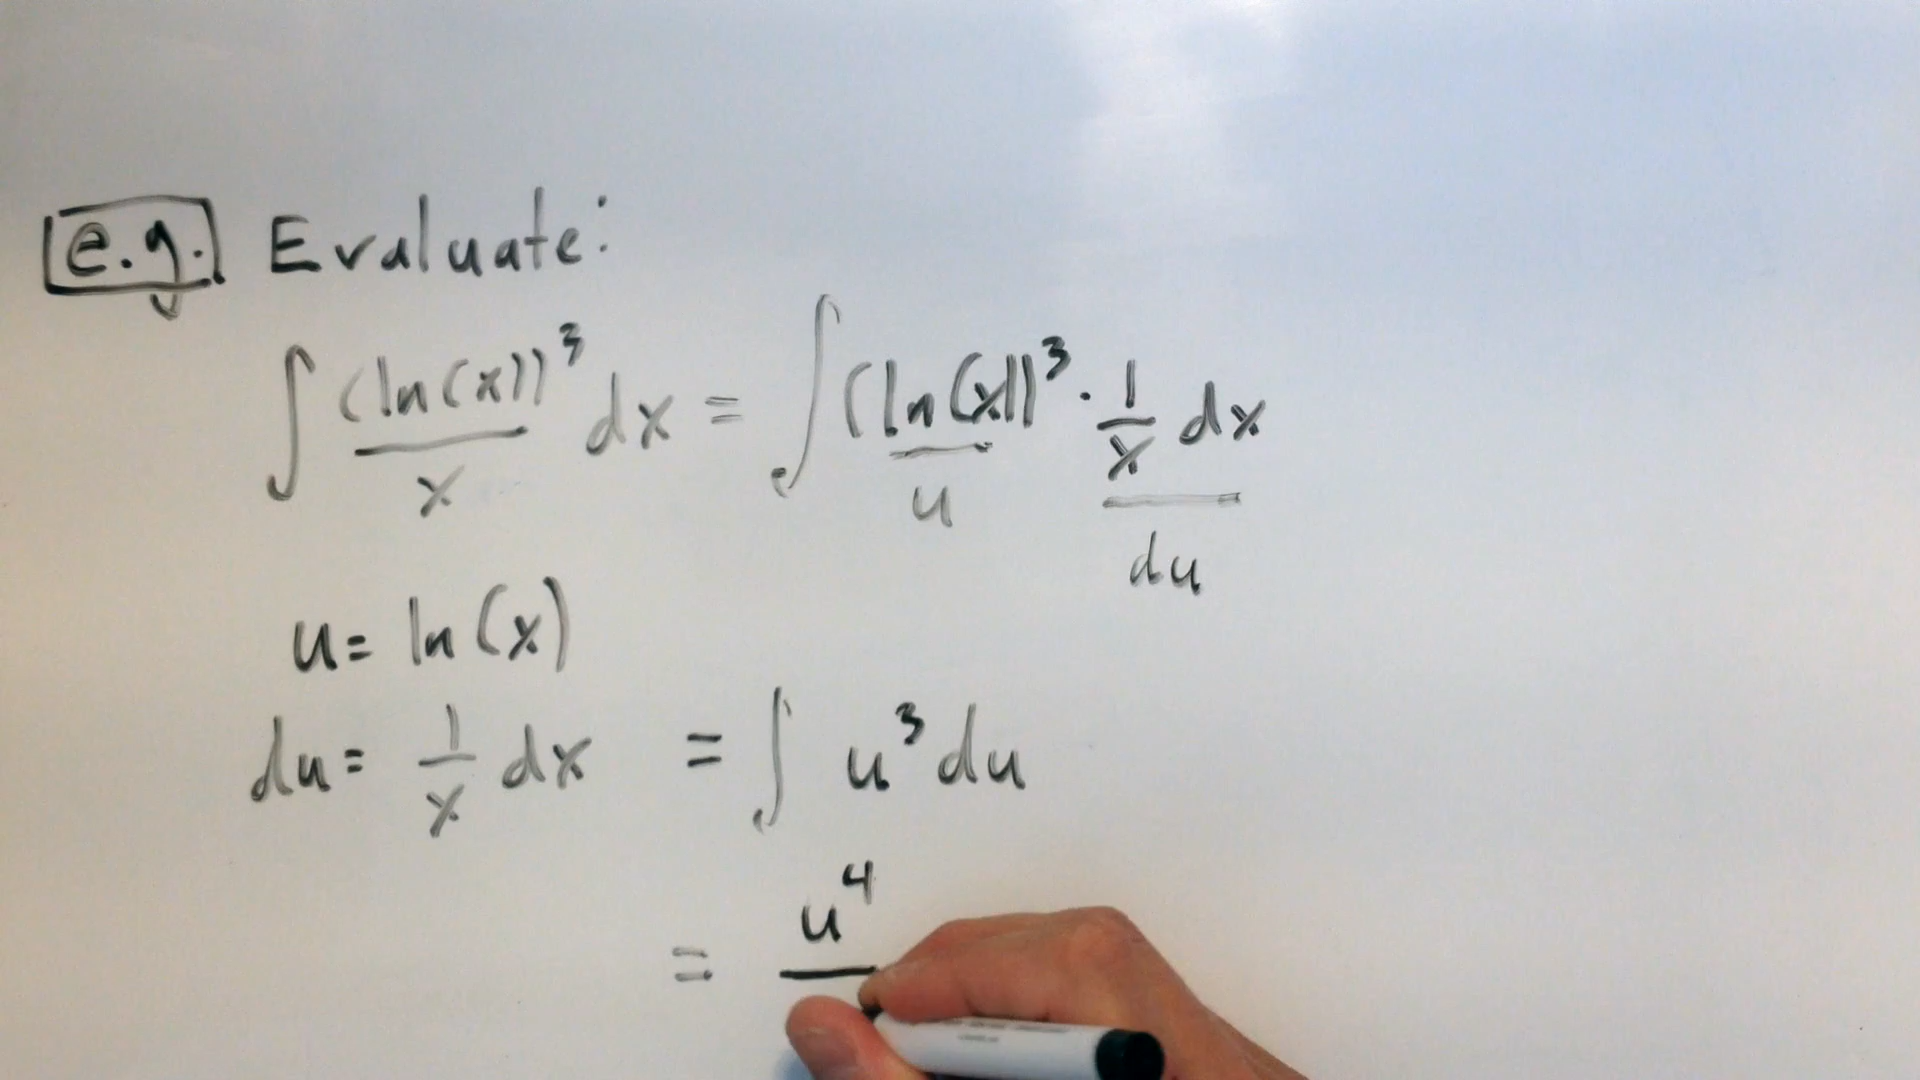 e.g. Evaluate:
∫ (ln(x))³/x dx = ∫ (ln(x))³ · 1/x dx
u du
u = ln(x)
du = 1/x dx = ∫ u³ du
= u⁴/